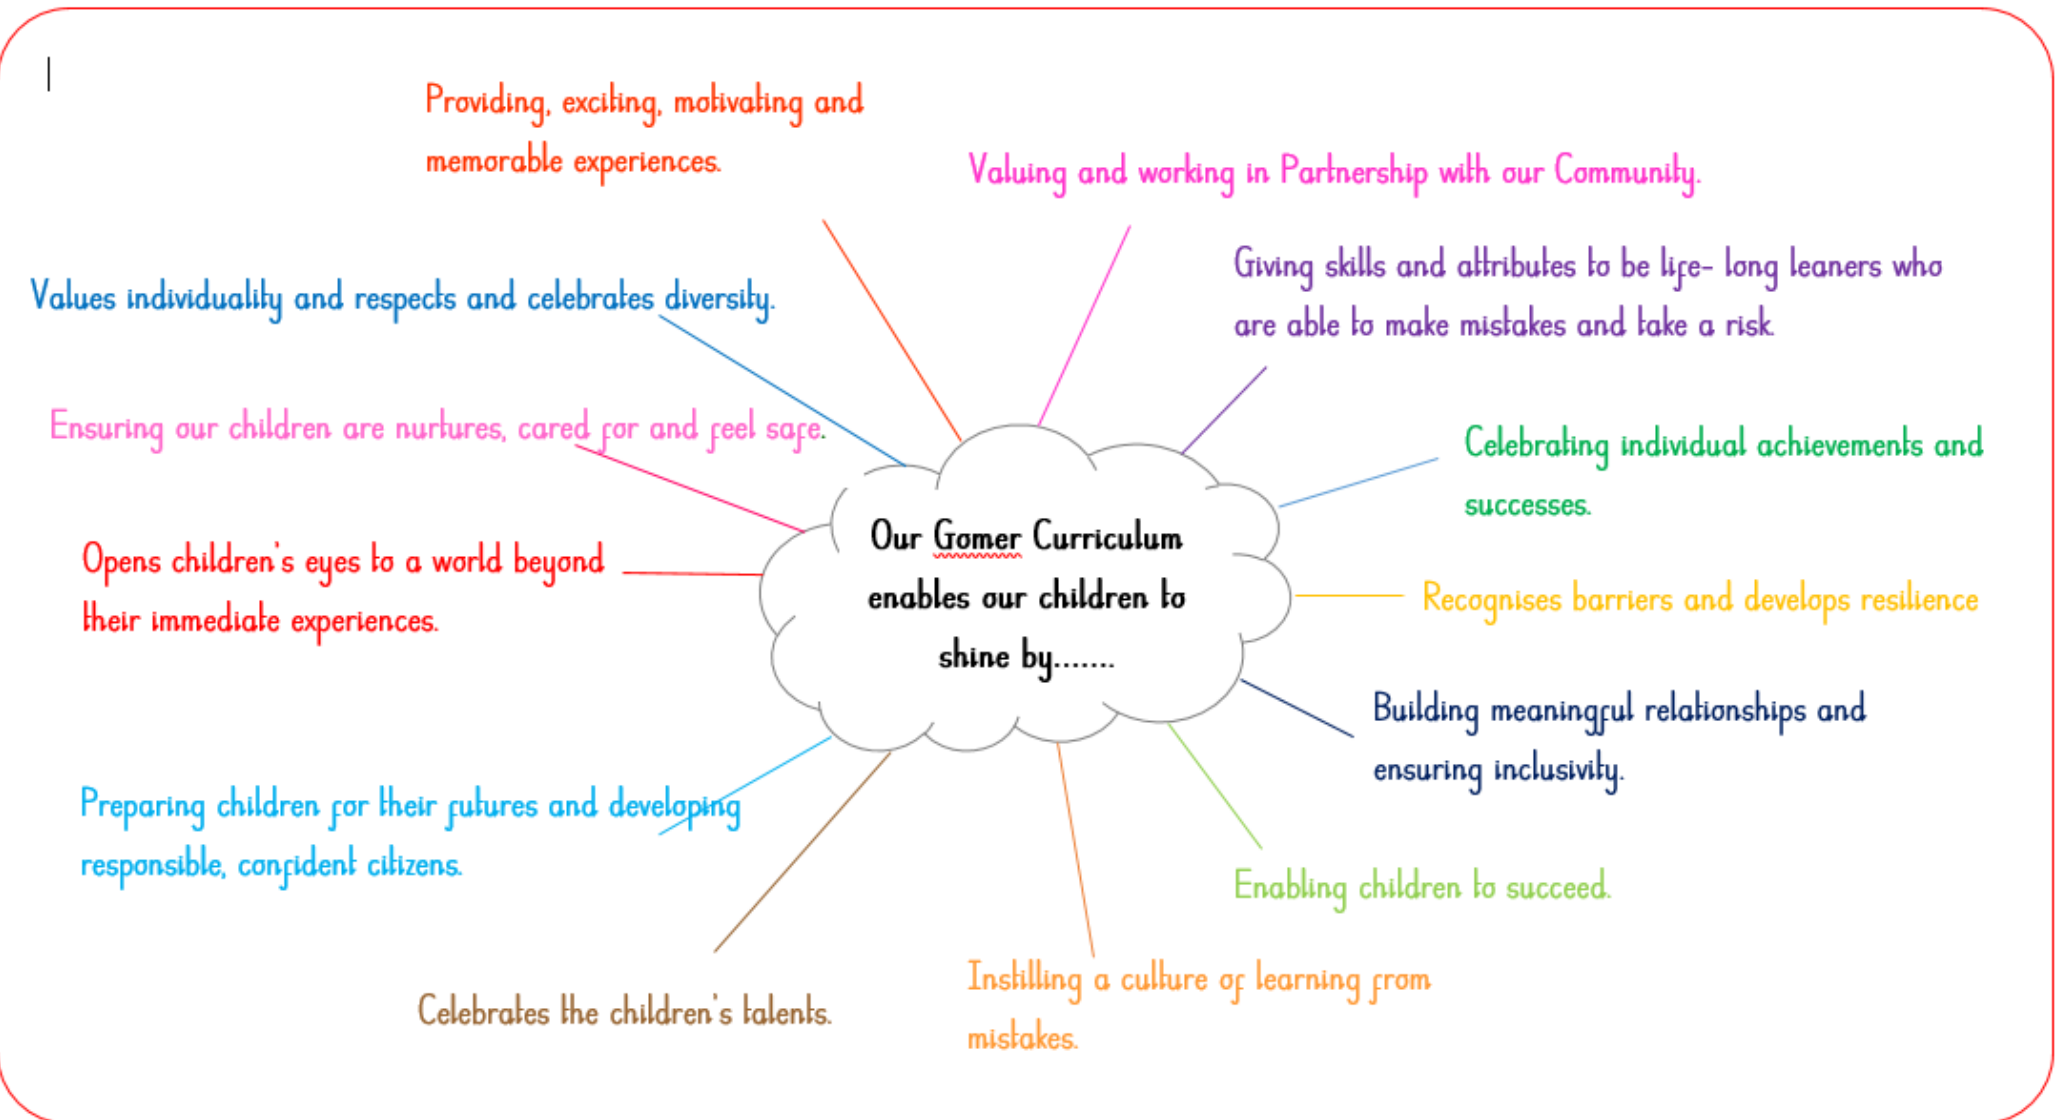 Providing, exciting, motivating and
memorable experiences.
Valuing and working in Partnership with our Community.
Giving skills and attributes to be life- long leaners who
are able to make mistakes and take a risk.
Values individuality and respects and celebrates diversity.
Ensuring our children are nurtures, cared for and feel safe.
Celebrating individual achievements and
successes.
Our Gomer Curriculum
enables our children to
shine by.......
Opens children's eyes to a world beyond
their immediate experiences.
Recognises barriers and develops resilience
Building meaningful relationships and
ensuring inclusivity.
Preparing children for their futures and developing
responsible, confident citizens.
Enabling children to succeed.
Celebrates the children's talents.
Instilling a culture of learning from
mistakes.